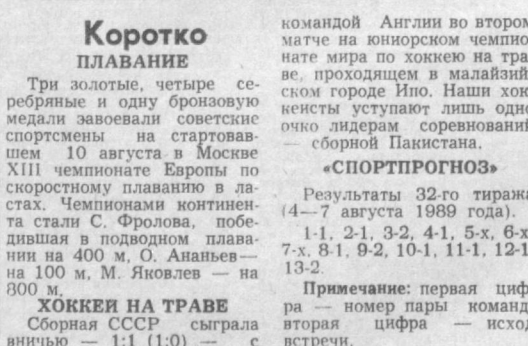 Коротко
ПЛАВАНИЕ
Три золотые, четыре се-
ребряные и одну бронзовую
медали завоевали советские
спортсмены на стартовав-
шем 10 августа в Москве
XIII чемпионате Европы по
скоростному плаванию в ла-
стах. Чемпионами континен-
та стали С. Фролова, побе-
дившая в подводном плава-
нии на 400 м, О. Ананьев—
на 100 м, М. Яковлев — на
800 м.
ХОККЕЙ НА ТРАВЕ
Сборная СССР сыграла
вничью — 1:1 (1:0) — с
командой Англии во втором
матче на юниорском чемпио
нате мира по хоккею на тра
ве, проходящем в малайзий
ском городе Ипо. Наши хок
кеисты уступают лишь одно
очко лидерам соревнований
— сборной Пакистана.
«СПОРТПРОГНОЗ»
Результаты 32-го тиража
(4—7 августа 1989 года).
1-1, 2-1, 3-2, 4-1, 5-х, 6-х
7-х, 8-1, 9-2, 10-1, 11-1, 12-1
13-2.
Примечание: первая циф
ра — номер пары команд
вторая цифра — исход
встречи.